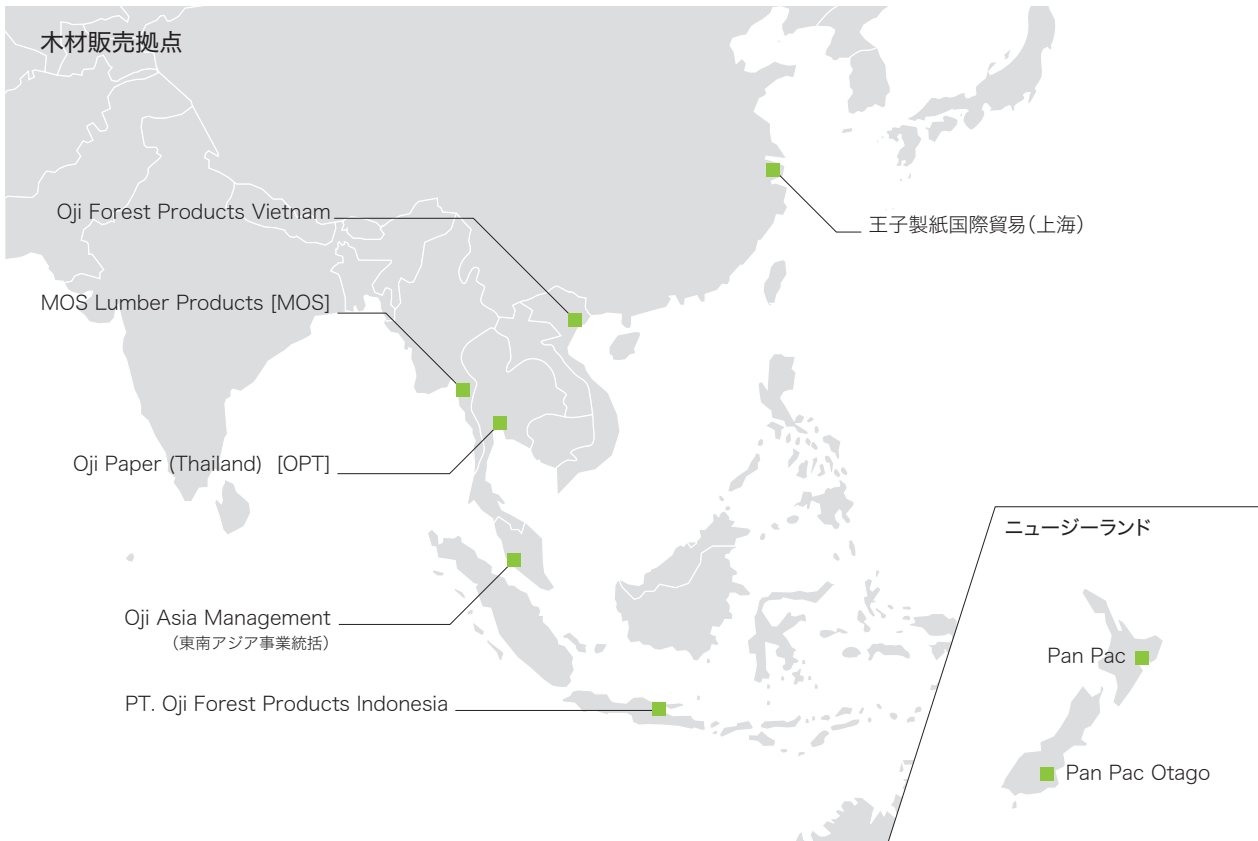 木材販売拠点
Oji Forest Products Vietnam
王子製紙国際貿易(上海)
MOS Lumber Products [MOS]
Oji Paper (Thailand) [OPT]
ニュージーランド
Oji Asia Management
(東南アジア事業統括)
Pan Pac
PT. Oji Forest Products Indonesia
Pan Pac Otago